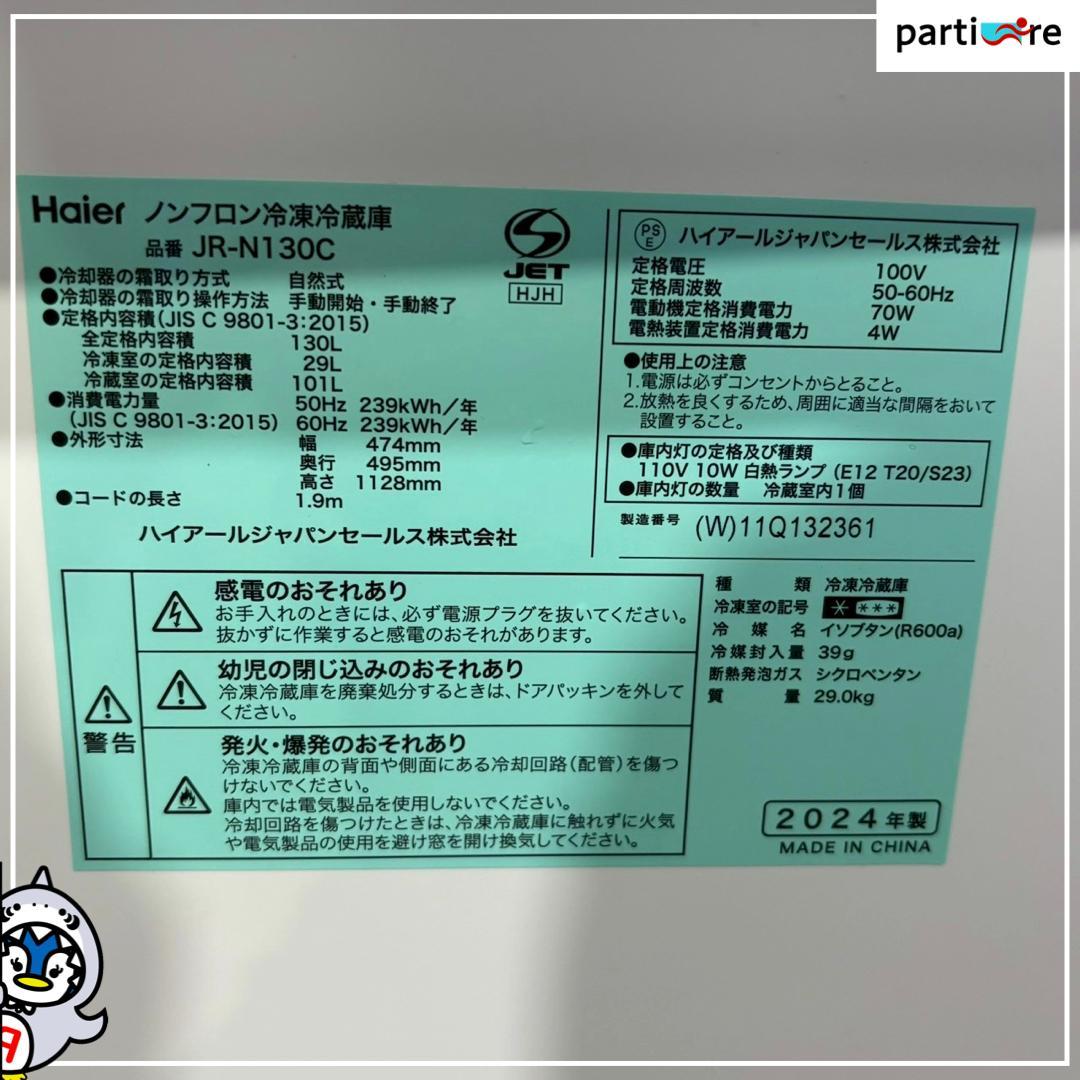 partiore
Haier ノンフロン冷凍冷蔵庫
品番 JR-N130C
●冷却器の霜取り方式 自然式
●冷却器の霜取り操作方法 手動開始・手動終了
●定格内容積(JIS C 9801-3:2015)
全定格内容積 130L
冷凍室の定格内容積 29L
冷蔵室の定格内容積 101L
●消費電力量 50Hz 239kWh/年
(JIS C 9801-3:2015) 60Hz 239kWh/年
●外形寸法 幅 474mm
奥行 495mm
高さ 1128mm
●コードの長さ 1.9m
ハイアールジャパンセールス株式会社
JET
HJH
PS
E
ハイアールジャパンセールス株式会社
定格電圧 100V
定格周波数 50-60Hz
電動機定格消費電力 70W
電熱装置定格消費電力 4W
●使用上の注意
1.電源は必ずコンセントからとること。
2.放熱を良くするため、周囲に適当な間隔をおいて
設置すること。
●庫内灯の定格及び種類
110V 10W 白熱ランプ (E12 T20/S23)
●庫内灯の数量 冷蔵室内1個
製造番号 (W)11Q132361
警告
感電のおそれあり
お手入れのときには、必ず電源プラグを抜いてください。
抜かずに作業すると感電のおそれがあります。
幼児の閉じ込めのおそれあり
冷凍冷蔵庫を廃棄処分するときは、ドアパッキンを外して
ください。
発火・爆発のおそれあり
冷凍冷蔵庫の背面や側面にある冷却回路(配管)を傷つ
けないでください。
庫内では電気製品を使用しないでください。
冷却回路を傷つけたときは、冷凍冷蔵庫に触れずに火気
や電気製品の使用を避け窓を開け換気してください。
種類 冷凍冷蔵庫
冷凍室の記号 * ***
冷媒名 イソブタン(R600a)
冷媒封入量 39g
断熱発泡ガス シクロペンタン
質量 29.0kg
2024年製
MADE IN CHINA